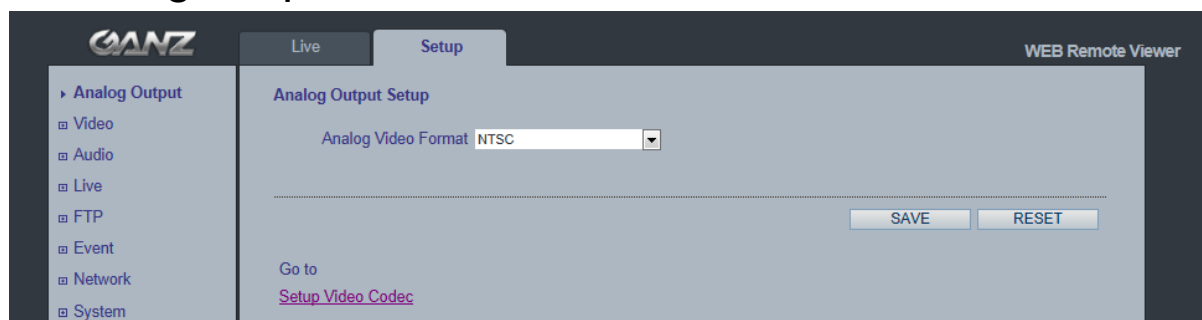 GANZ
Live
Setup
WEB Remote Viewer
Analog Output
Video
Audio
Live
FTP
Event
Network
System
Analog Output Setup
Analog Video Format NTSC
SAVE RESET
Go to
Setup Video Codec